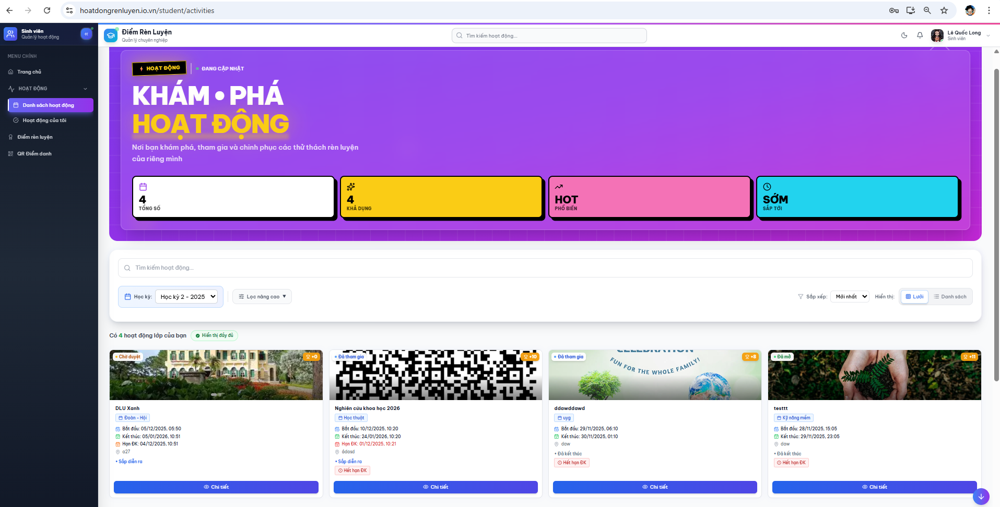 hoatdongrenluyen.io.vn/student/activities
Sinh viên
Quản lý hoạt động
«
Điểm Rèn Luyện
Quản lý chuyên nghiệp
Tìm kiếm hoạt động...
Lê Quốc Long
Sinh viên
MENU CHÍNH
Trang chủ
HOẠT ĐỘNG
Danh sách hoạt động
Hoạt động của tôi
Điểm rèn luyện
QR Điểm danh
HOẠT ĐỘNG
ĐANG CẬP NHẬT
KHÁM • PHÁ
HOẠT ĐỘNG
Nơi bạn khám phá, tham gia và chinh phục các thử thách rèn luyện
của riêng mình
4
TỔNG SỐ
4
KHẢ DỤNG
HOT
PHỔ BIẾN
SỚM
SẮP TỚI
Tìm kiếm hoạt động...
Học kỳ: Học kỳ 2 - 2025
Lọc nâng cao ▼
Sắp xếp: Mới nhất
Hiển thị: Lưới Danh sách
Có 4 hoạt động lớp của bạn
Hiển thị đầy đủ
• Chờ duyệt
+0
DLU Xanh
Đoàn - Hội
Bắt đầu: 05/12/2025, 05:50
Kết thúc: 05/01/2026, 10:51
Hạn ĐK: 04/12/2025, 10:51
a27
• Sắp diễn ra
Chi tiết
• Đã tham gia
+10
Nghiên cứu khoa học 2026
Học thuật
Bắt đầu: 10/12/2025, 10:20
Kết thúc: 24/01/2026, 10:20
Hạn ĐK: 01/12/2025, 10:21
ádasd
• Sắp diễn ra
Hết hạn ĐK
Chi tiết
• Đã tham gia
+8
CELEBRATION
FUN FOR THE WHOLE FAMILY!
ddawddawd
uyg
Bắt đầu: 29/11/2025, 06:10
Kết thúc: 30/11/2025, 01:10
daw
• Đã kết thúc
Hết hạn ĐK
Chi tiết
• Đã mở
+11
testtt
Kỹ năng mềm
Bắt đầu: 28/11/2025, 15:05
Kết thúc: 29/11/2025, 23:05
daw
• Đã kết thúc
Hết hạn ĐK
Chi tiết